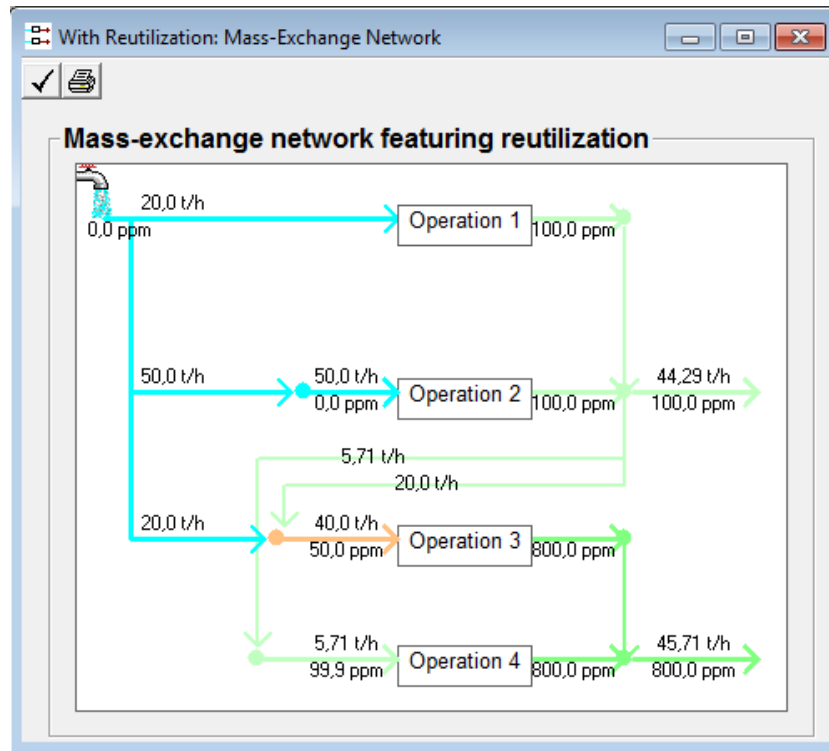 With Reutilization: Mass-Exchange Network
Mass-exchange network featuring reutilization
20,0 t/h
0,0 ppm
Operation 1
100,0 ppm
50,0 t/h
50,0 t/h
0,0 ppm
Operation 2
100,0 ppm
44,29 t/h
100,0 ppm
5,71 t/h
20,0 t/h
20,0 t/h
40,0 t/h
50,0 ppm
Operation 3
800,0 ppm
5,71 t/h
99,9 ppm
Operation 4
800,0 ppm
45,71 t/h
800,0 ppm